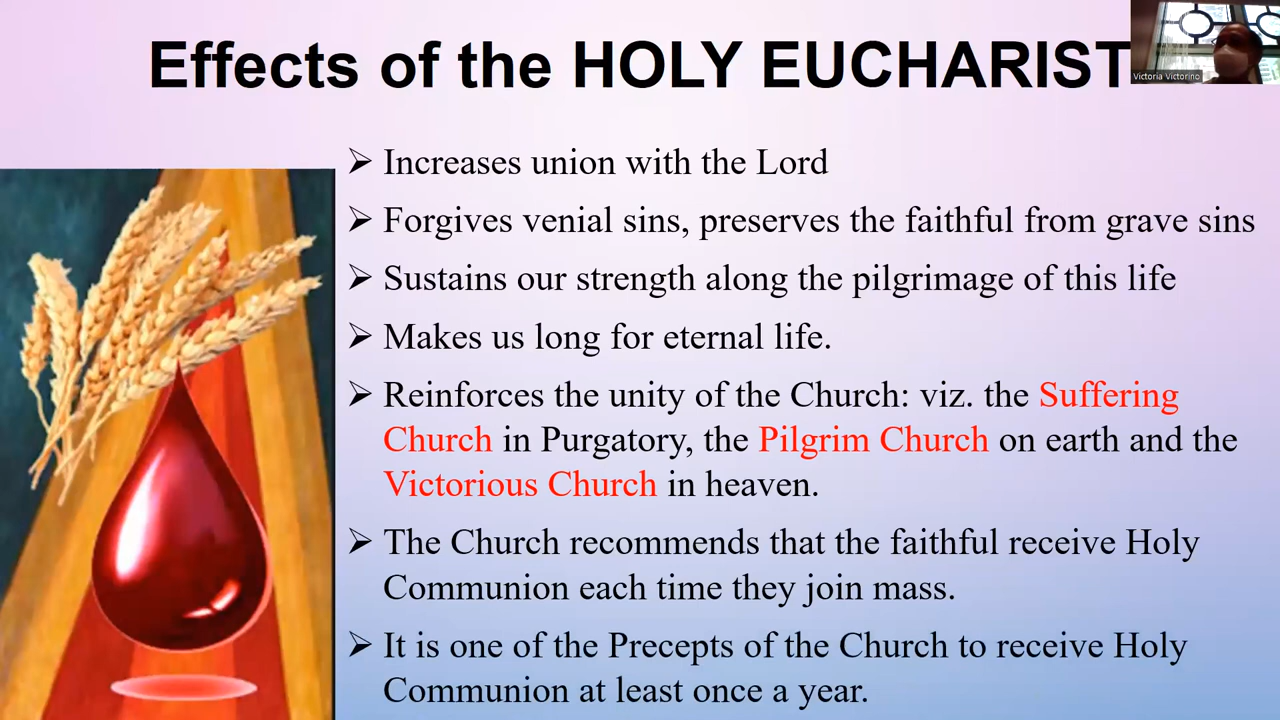 Effects of the HOLY EUCHARIST
Victoria Victorino
➢ Increases union with the Lord
➢ Forgives venial sins, preserves the faithful from grave sins
➢ Sustains our strength along the pilgrimage of this life
➢ Makes us long for eternal life.
➢ Reinforces the unity of the Church: viz. the Suffering
Church in Purgatory, the Pilgrim Church on earth and the
Victorious Church in heaven.
➢ The Church recommends that the faithful receive Holy
Communion each time they join mass.
➢ It is one of the Precepts of the Church to receive Holy
Communion at least once a year.